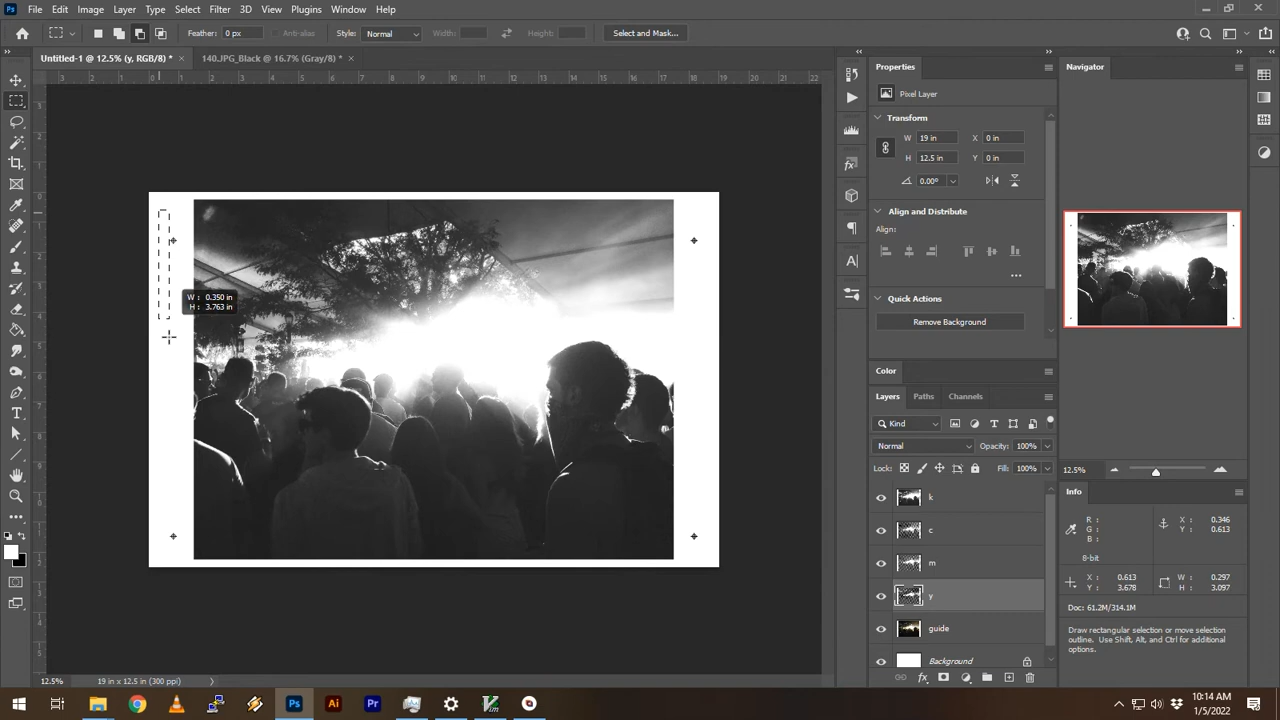 Ps File Edit Image Layer Type Select Filter 3D View Plugins Window Help
Feather: 0 px Anti-alias Style: Normal Width: Height: Select and Mask...
Untitled-1 @ 12.5% (y, RGB/8) * × 140.JPG_Black @ 16.7% (Gray/8) * ×
Properties
Navigator
Pixel Layer
Transform
W 19 in X 0 in
H 12.5 in Y 0 in
0.00°
Align and Distribute
Align:
Quick Actions
Remove Background
W: 0.350 in
H: 3.763 in
Color
Layers Paths Channels
Kind
Normal Opacity: 100%
Lock: Fill: 100%
k
c
m
y
guide
Background
12.5%
Info
R: X: 0.346
G: Y: 0.613
B:
8-bit
X: 0.613 W: 0.297
Y: 3.678 H: 3.097
Doc: 61.2M/314.1M
Draw rectangular selection or move selection
outline. Use Shift, Alt, and Ctrl for additional
options.
12.5% 19 in x 12.5 in (300 ppi)
Ps Ai Pr
10:14 AM
1/5/2022